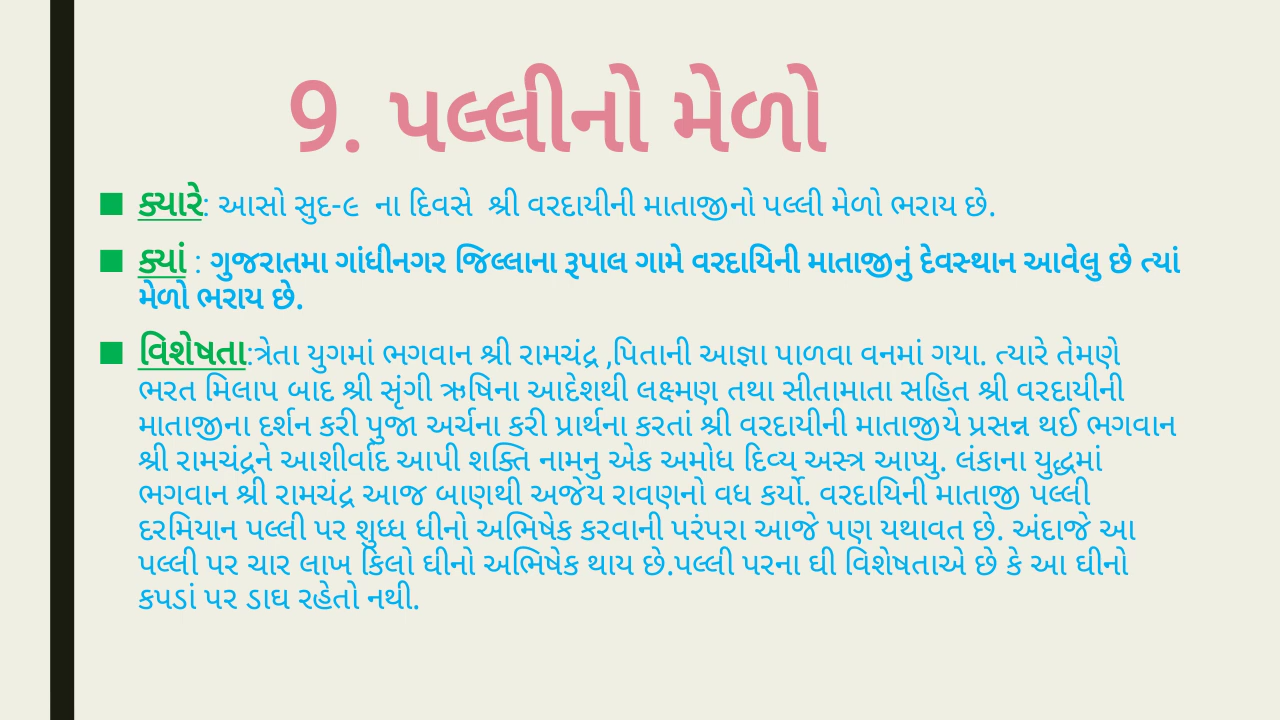 9. પલ્લીનો મેળો
■ ક્યારે: આસો સુદ-૯ ના દિવસે શ્રી વરદાયીની માતાજીનો પલ્લી મેળો ભરાય છે.
■ ક્યાં : ગુજરાતમા ગાંધીનગર જિલ્લાના રૂપાલ ગામે વરદાયિની માતાજીનું દેવસ્થાન આવેલુ છે ત્યાં
મેળો ભરાય છે.
■ વિશેષતા:ત્રેતા યુગમાં ભગવાન શ્રી રામચંદ્ર ,પિતાની આજ્ઞા પાળવા વનમાં ગયા. ત્યારે તેમણે
ભરત મિલાપ બાદ શ્રી સૃંગી ઋષિના આદેશથી લક્ષ્મણ તથા સીતામાતા સહિત શ્રી વરદાયીની
માતાજીના દર્શન કરી પુજા અર્ચના કરી પ્રાર્થના કરતાં શ્રી વરદાયીની માતાજીયે પ્રસન્ન થઈ ભગવાન
શ્રી રામચંદ્રને આશીર્વાદ આપી શક્તિ નામનુ એક અમોધ દિવ્ય અસ્ત્ર આપ્યુ. લંકાના યુદ્ધમાં
ભગવાન શ્રી રામચંદ્ર આજ બાણથી અજેય રાવણનો વધ કર્યો. વરદાયિની માતાજી પલ્લી
દરમિયાન પલ્લી પર શુધ્ધ ધીનો અભિષેક કરવાની પરંપરા આજે પણ યથાવત છે. અંદાજે આ
પલ્લી પર ચાર લાખ કિલો ઘીનો અભિષેક થાય છે.પલ્લી પરના ઘી વિશેષતાએ છે કે આ ઘીનો
કપડાં પર ડાઘ રહેતો નથી.